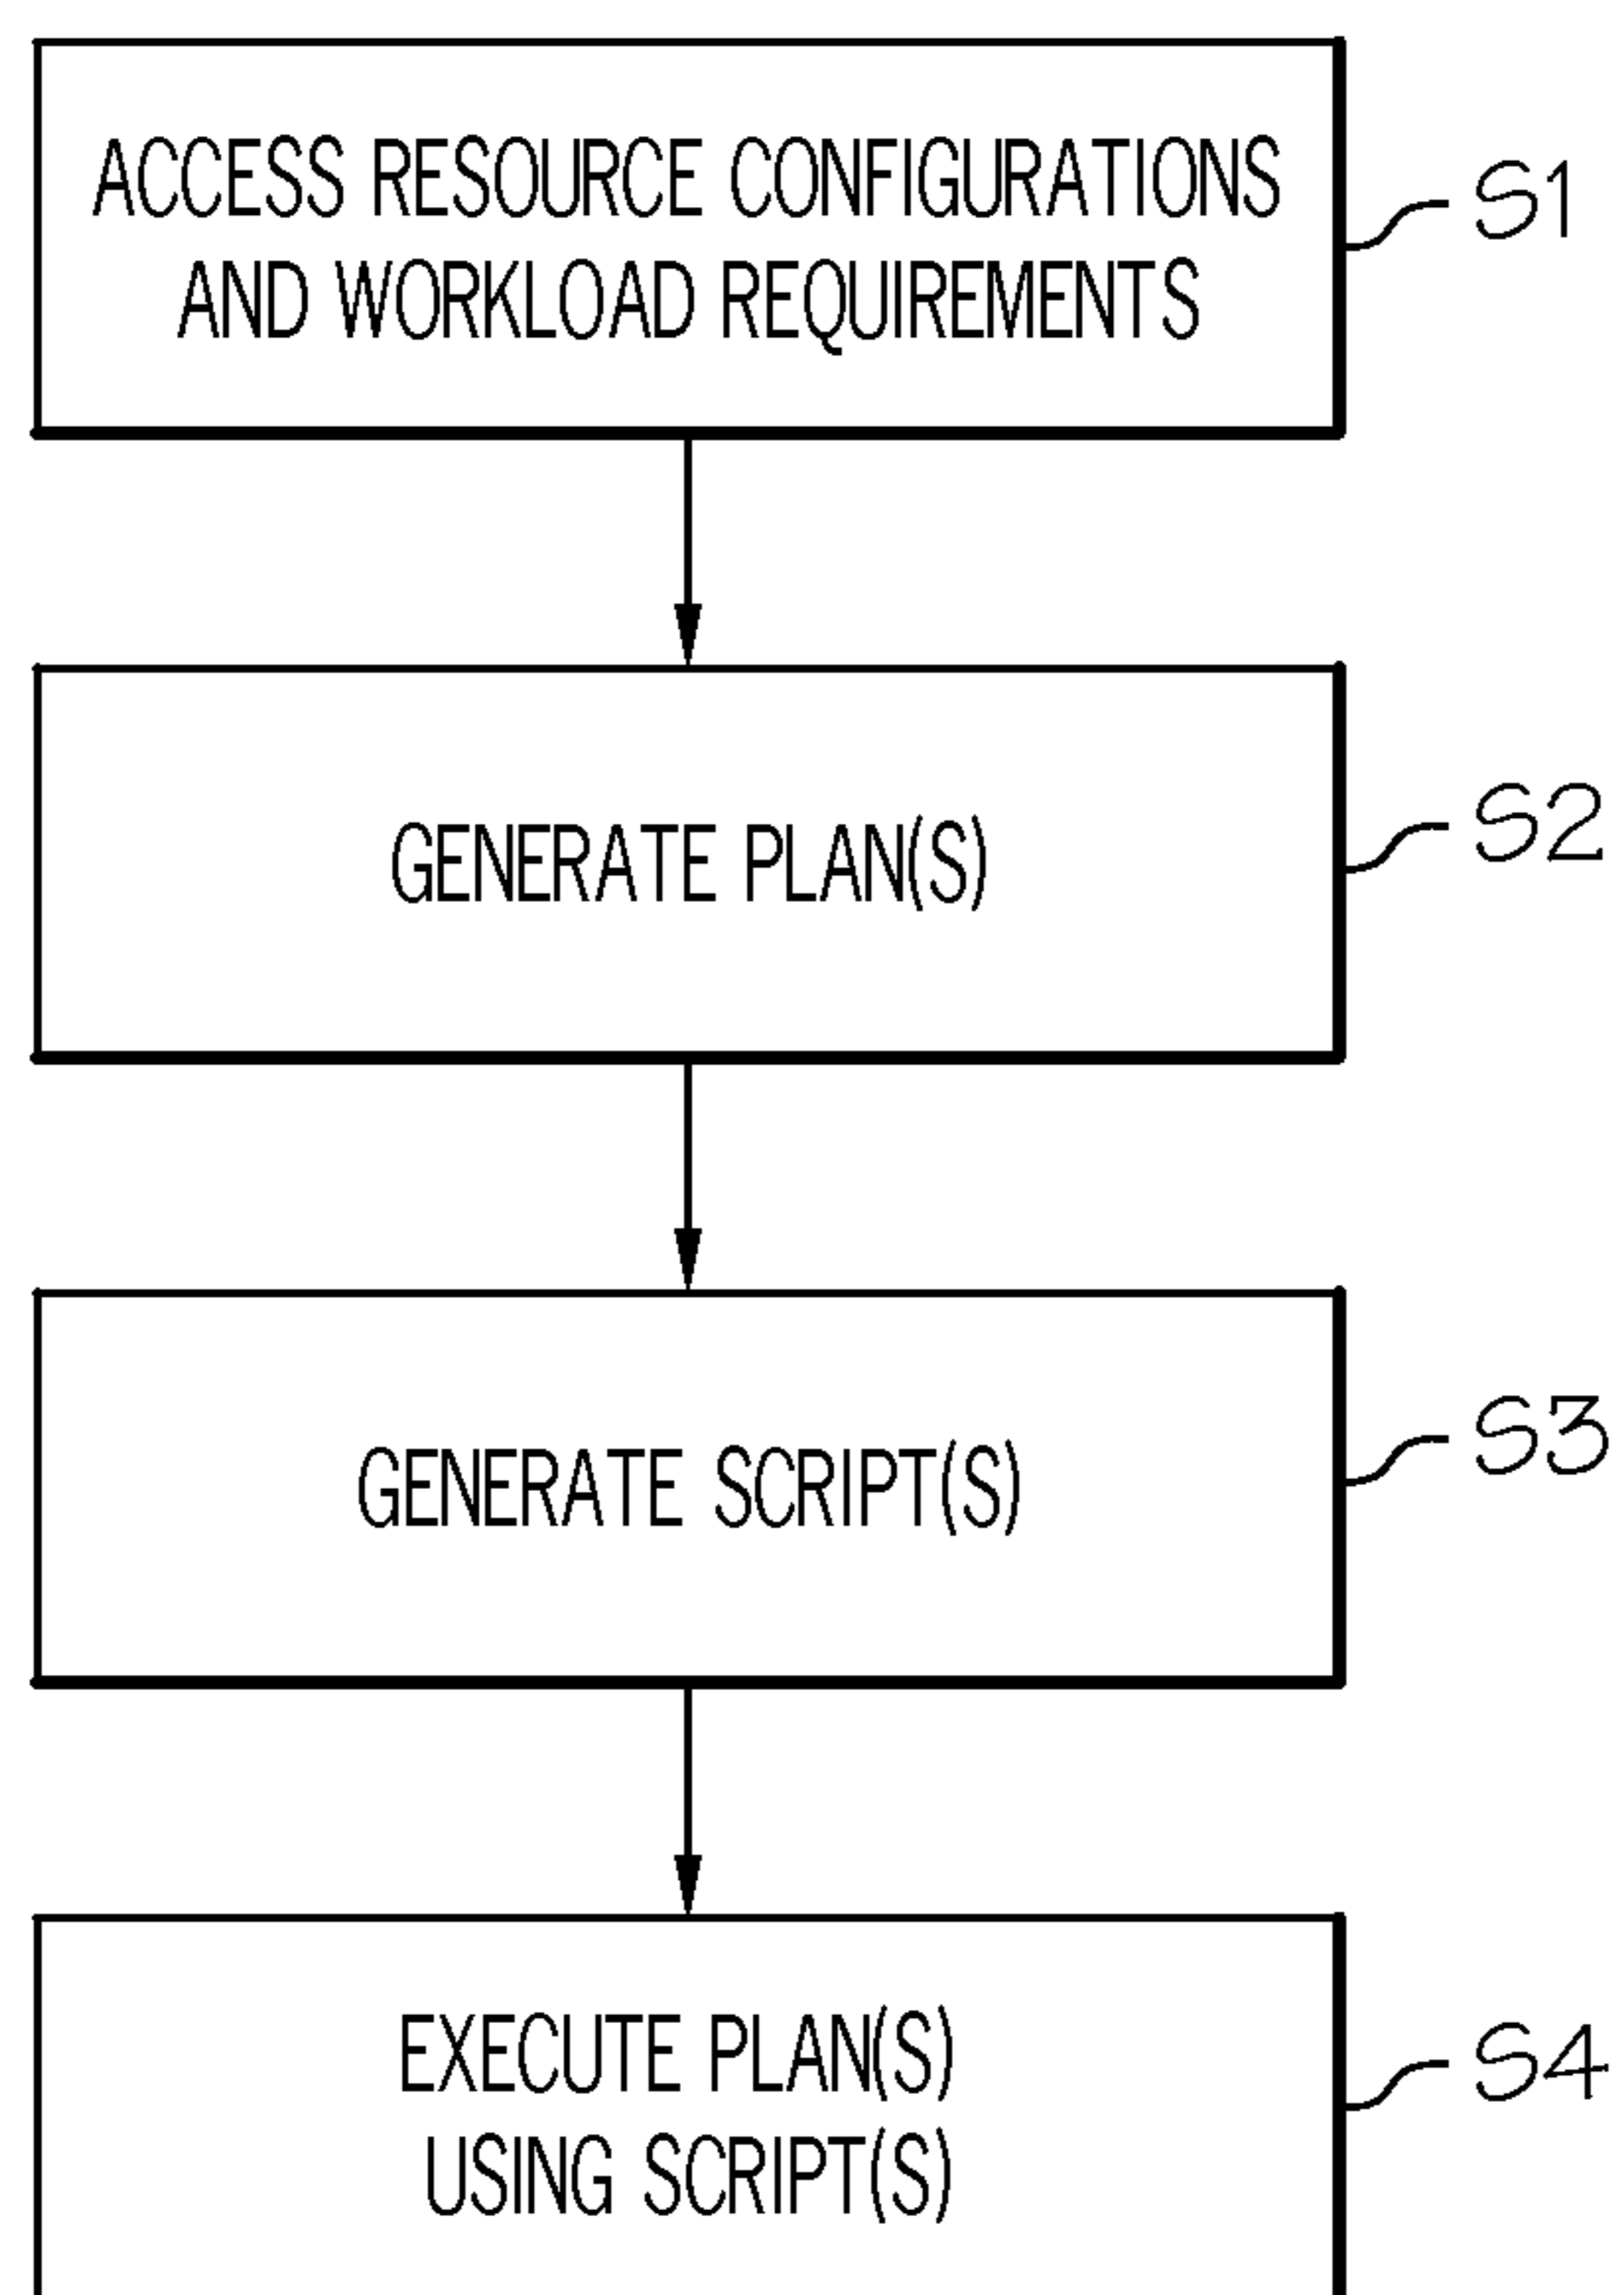 ACCESS RESOURCE CONFIGURATIONS
AND WORKLOAD REQUIREMENTS
S1
GENERATE PLAN(S)
S2
GENERATE SCRIPT(S)
S3
EXECUTE PLAN(S)
USING SCRIPT(S)
S4